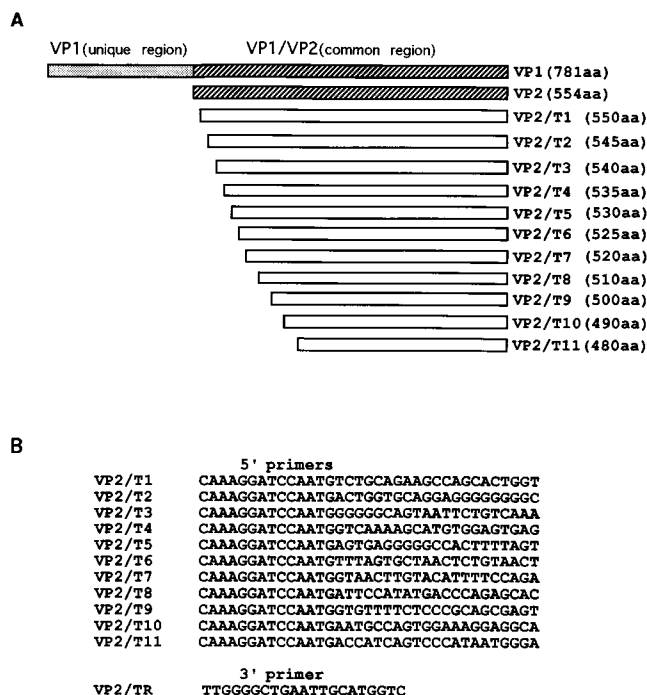 A
VP1(unique region) VP1/VP2(common region)
VP1(781aa)
VP2(554aa)
VP2/T1 (550aa)
VP2/T2 (545aa)
VP2/T3 (540aa)
VP2/T4 (535aa)
VP2/T5 (530aa)
VP2/T6 (525aa)
VP2/T7 (520aa)
VP2/T8 (510aa)
VP2/T9 (500aa)
VP2/T10(490aa)
VP2/T11(480aa)
B
5' primers
VP2/T1 CAAAGGATCCAATGTCTGCAGAAGCCAGCACTGGT
VP2/T2 CAAAGGATCCAATGACTGGTGCAGGAGGGGGGGGC
VP2/T3 CAAAGGATCCAATGGGGGGCAGTAATTCTGTCAAA
VP2/T4 CAAAGGATCCAATGGTCAAAAGCATGTGGAGTGAG
VP2/T5 CAAAGGATCCAATGAGTGAGGGGGCCACTTTTAGT
VP2/T6 CAAAGGATCCAATGTTTAGTGCTAACTCTGTAACT
VP2/T7 CAAAGGATCCAATGGTAACTTGTACATTTTCCAGA
VP2/T8 CAAAGGATCCAATGATTCCATATGACCCAGAGCAC
VP2/T9 CAAAGGATCCAATGGTGTTTTCTCCCGCAGCGAGT
VP2/T10 CAAAGGATCCAATGAATGCCAGTGGAAAGGAGGCA
VP2/T11 CAAAGGATCCAATGACCATCAGTCCCATAATGGGA
3' primer
VP2/TR TTGGGGCTGAATTGCATGGTC